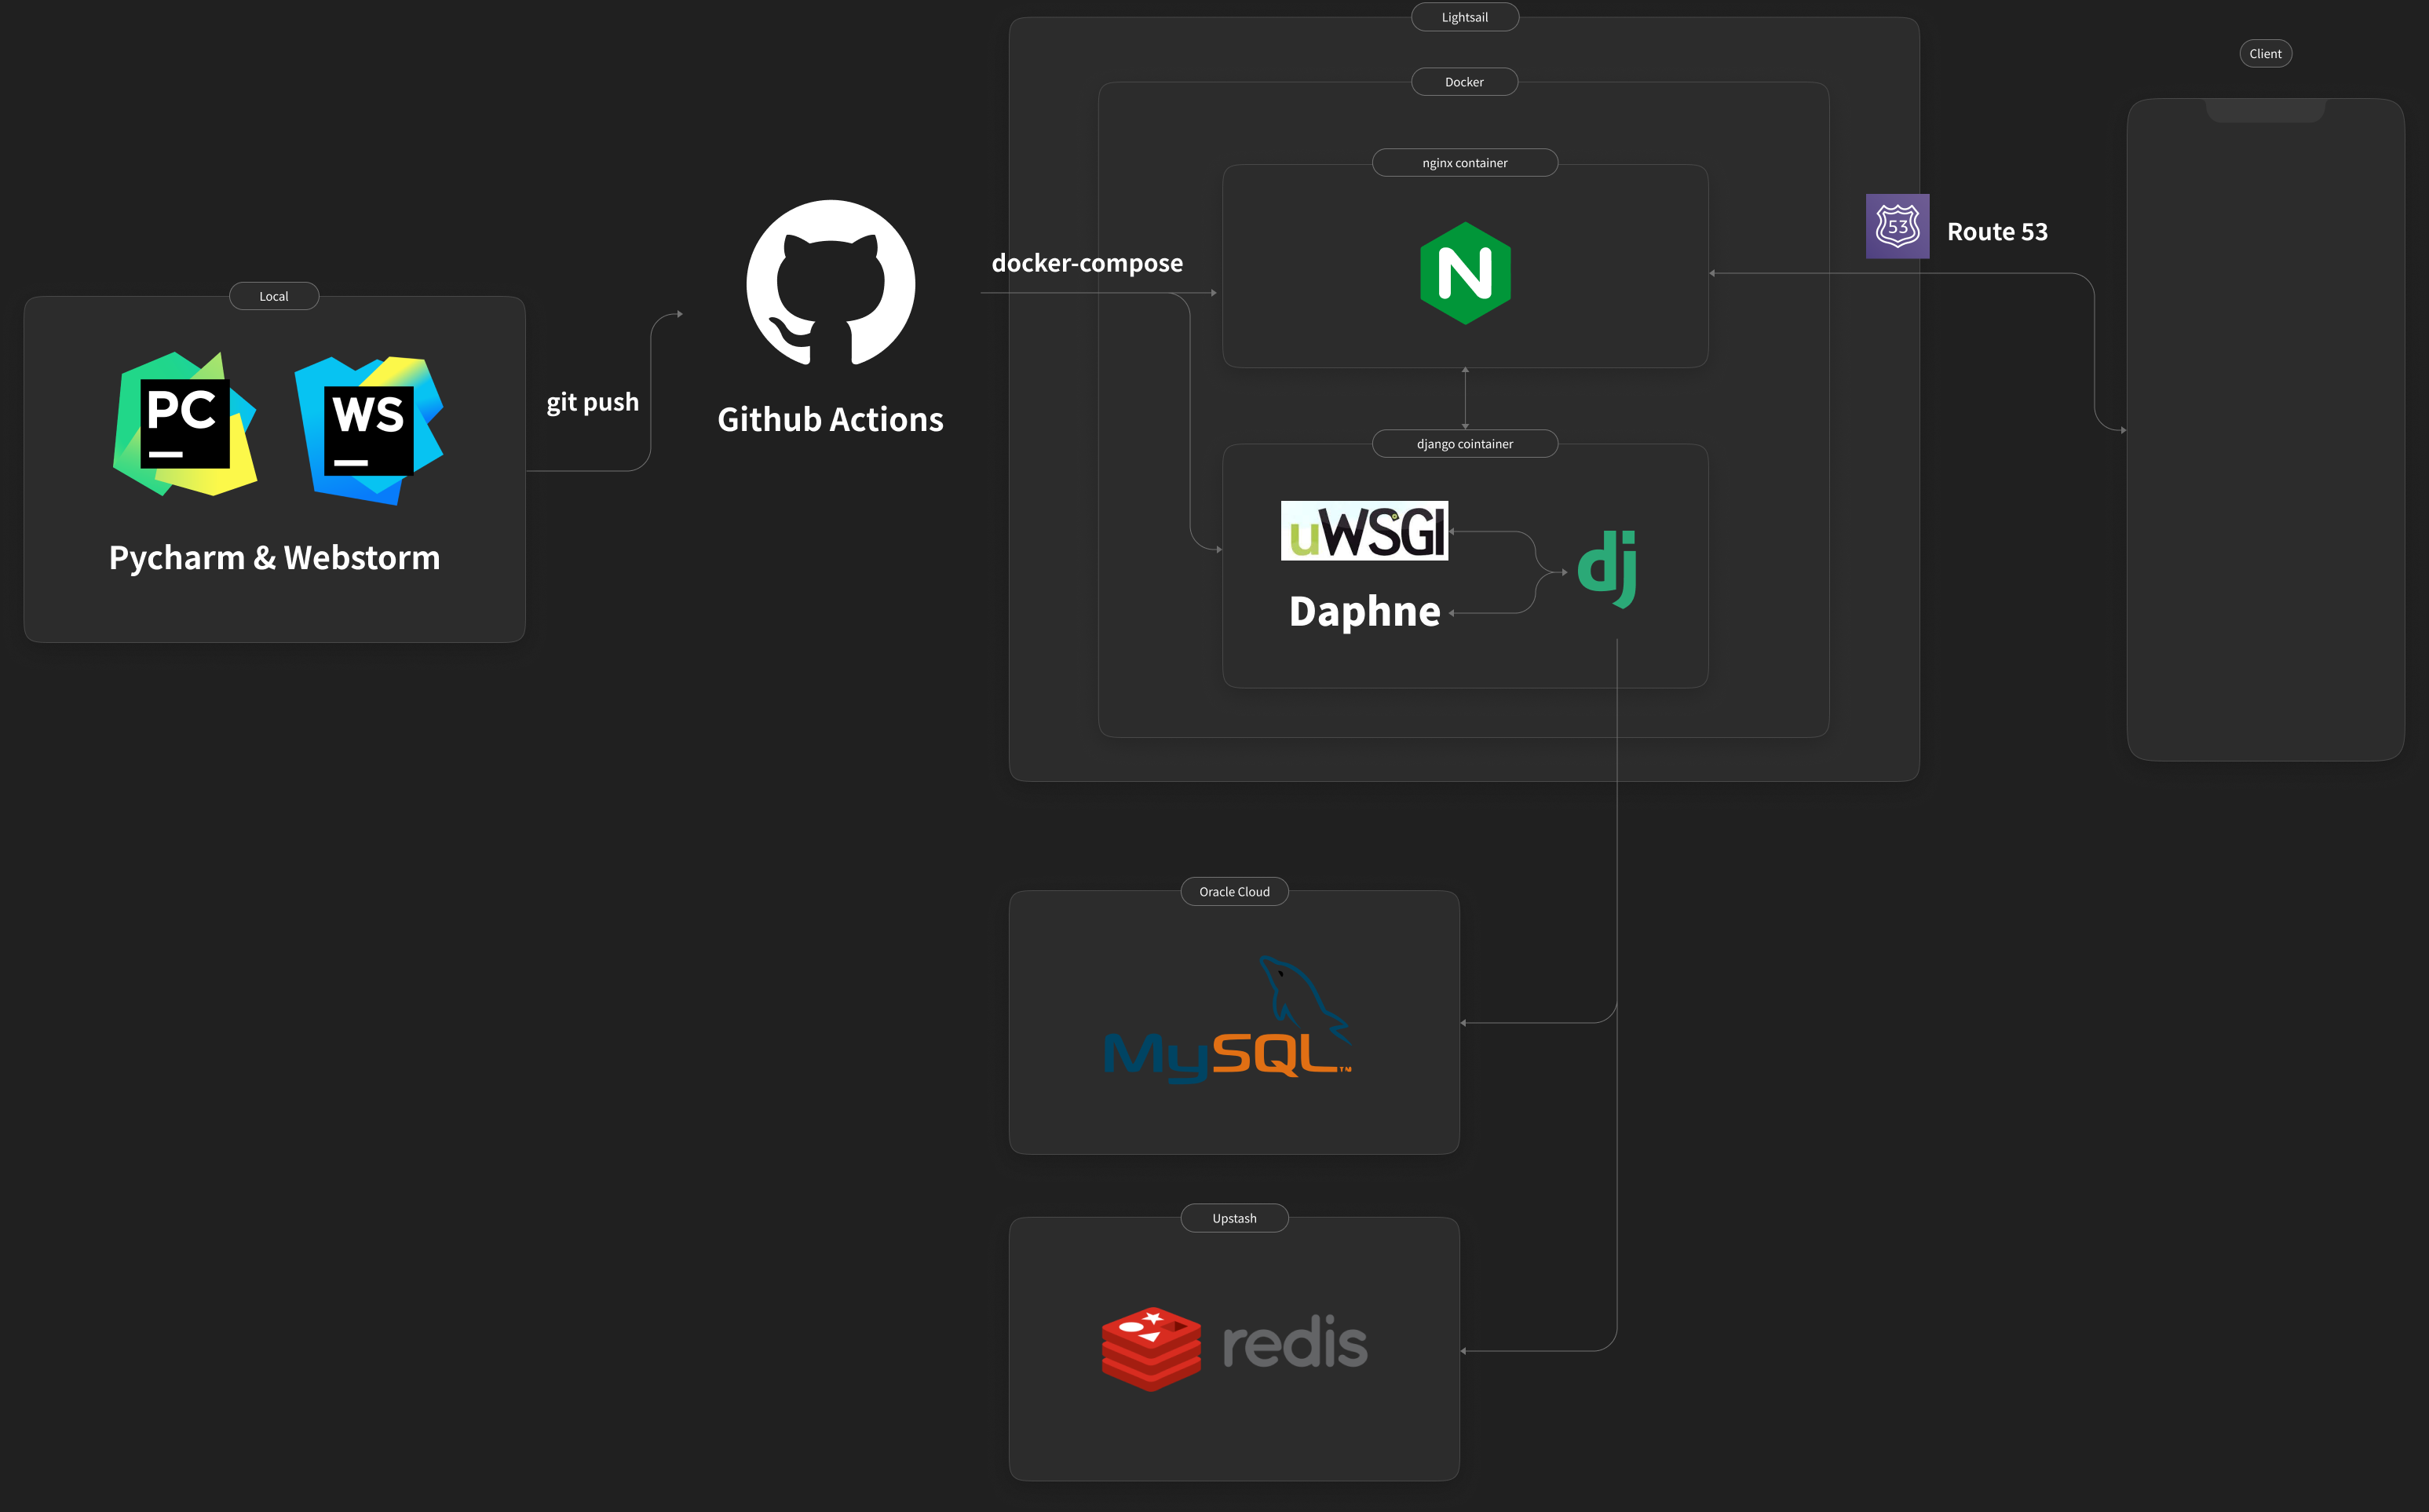 Lightsail
Client
Docker
nginx container
53
Route 53
docker-compose
Local
PC
WS
git push
Github Actions
N
django cointainer
uWSGI
dj
Pycharm & Webstorm
Daphne
Oracle Cloud
MySQL™
Upstash
redis